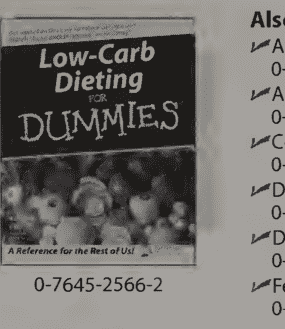 Low-Carb
Dieting
FOR
DUMMIES
A Reference for the Rest of Us!
0-7645-2566-2
Als
A
0-
A
0-
C
0-
D
0-
D
0-
Fe
0-